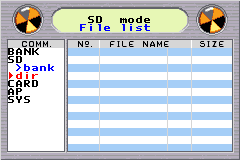 SD mode
File list
COMM.
Nº. FILE NAME SIZE
BANK
SD
>bank
dir
CARD
AP
SYS